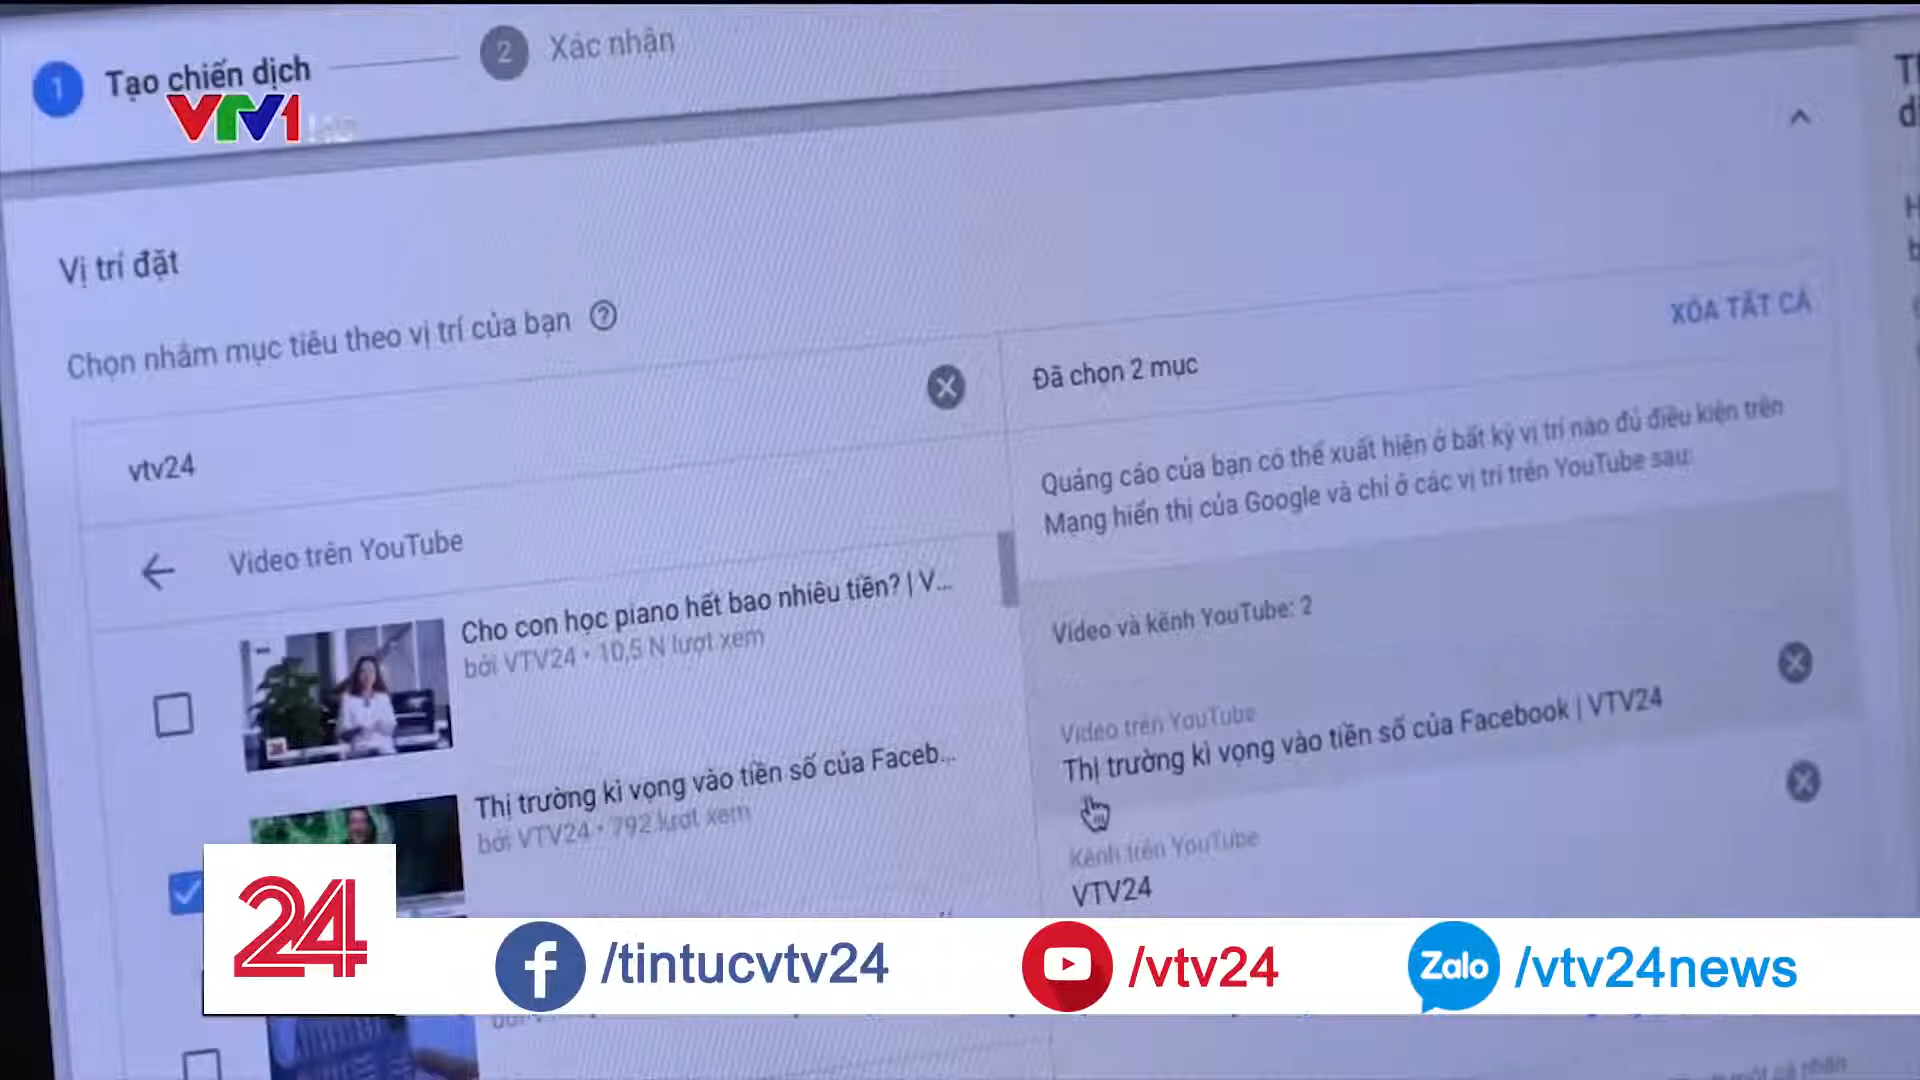 1 Tạo chiến dịch
2 Xác nhận
VTV1
Vị trí đặt
Chọn nhắm mục tiêu theo vị trí của bạn ?
vtv24
Video trên YouTube
Cho con học piano hết bao nhiêu tiền? | V...
bởi VTV24 • 10,5 N lượt xem
Thị trường kì vọng vào tiền số của Faceb...
bởi VTV24 • 792 lượt xem
XÓA TẤT CẢ
Đã chọn 2 mục
Quảng cáo của bạn có thể xuất hiện ở bất kỳ vị trí nào đủ điều kiện trên
Mạng hiển thị của Google và chỉ ở các vị trí trên YouTube sau:
Video và kênh YouTube: 2
Video trên YouTube
Thị trường kì vọng vào tiền số của Facebook | VTV24
Kênh trên YouTube
VTV24
24
f /tintucvtv24
/vtv24
Zalo /vtv24news